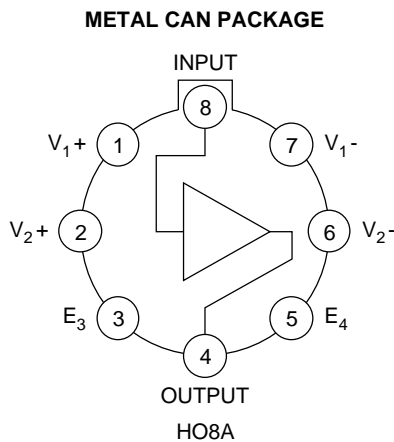 METAL CAN PACKAGE
INPUT
8
V1+ 1 7 V1-
V2+ 2 6 V2-
E3 3 5 E4
4
OUTPUT
HO8A